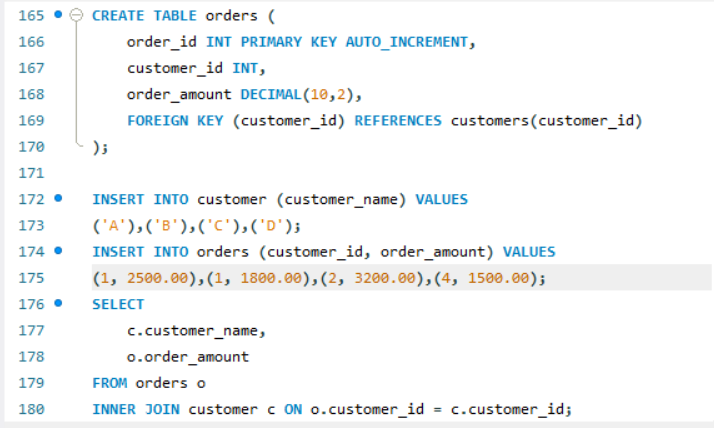 165 CREATE TABLE orders (
166 order_id INT PRIMARY KEY AUTO_INCREMENT,
167 customer_id INT,
168 order_amount DECIMAL(10,2),
169 FOREIGN KEY (customer_id) REFERENCES customers(customer_id)
170 );
171
172 INSERT INTO customer (customer_name) VALUES
173 ('A'),('B'),('C'),('D');
174 INSERT INTO orders (customer_id, order_amount) VALUES
175 (1, 2500.00),(1, 1800.00),(2, 3200.00),(4, 1500.00);
176 SELECT
177 c.customer_name,
178 o.order_amount
179 FROM orders o
180 INNER JOIN customer c ON o.customer_id = c.customer_id;